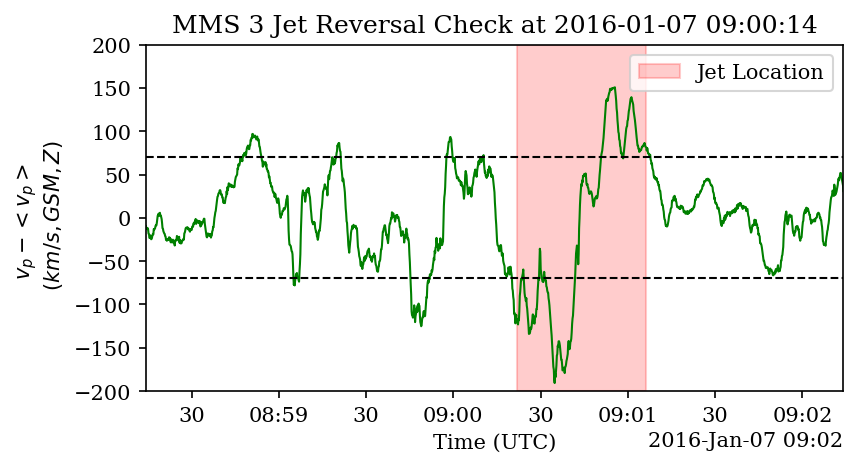 MMS 3 Jet Reversal Check at 2016-01-07 09:00:14
Jet Location
200
150
100
50
0
−50
−100
−150
−200
v_p − < v_p >
(km/s, GSM, Z)
30 08:59 30 09:00 30 09:01 30 09:02
Time (UTC)
2016-Jan-07 09:02